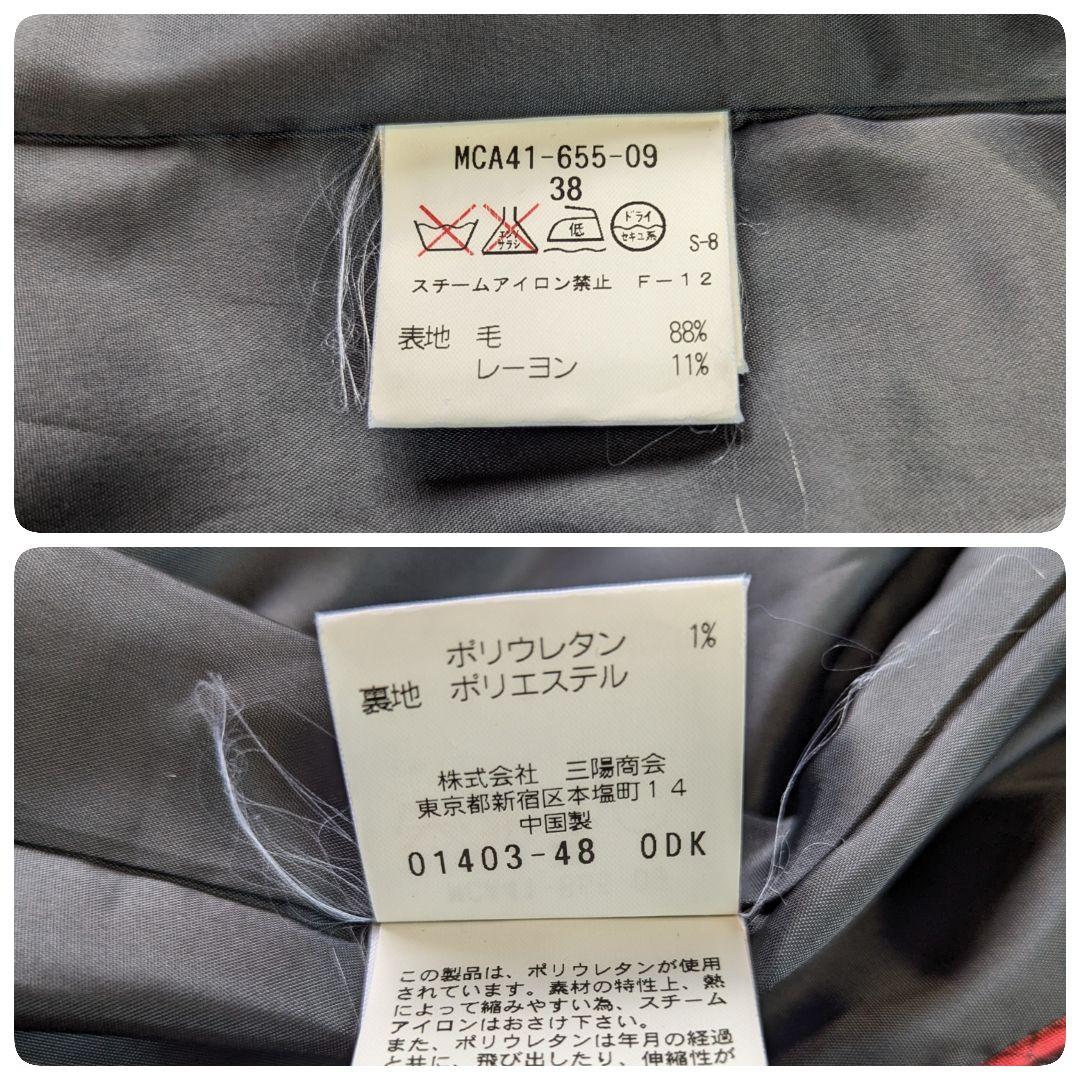 MCA41-655-09
38
エンソ
サラシ
低
ドライ
セキユ系
S-8
スチームアイロン禁止 F-12
表地 毛 88%
レーヨン 11%
ポリウレタン 1%
裏地 ポリエステル
株式会社 三陽商会
東京都新宿区本塩町14
中国製
01403-48 0DK
この製品は、ポリウレタンが使用
されています。素材の特性上、熱
によって縮みやすい為、スチーム
アイロンはおさけ下さい。
また、ポリウレタンは年月の経過
と共に、飛び出したり、伸縮性が